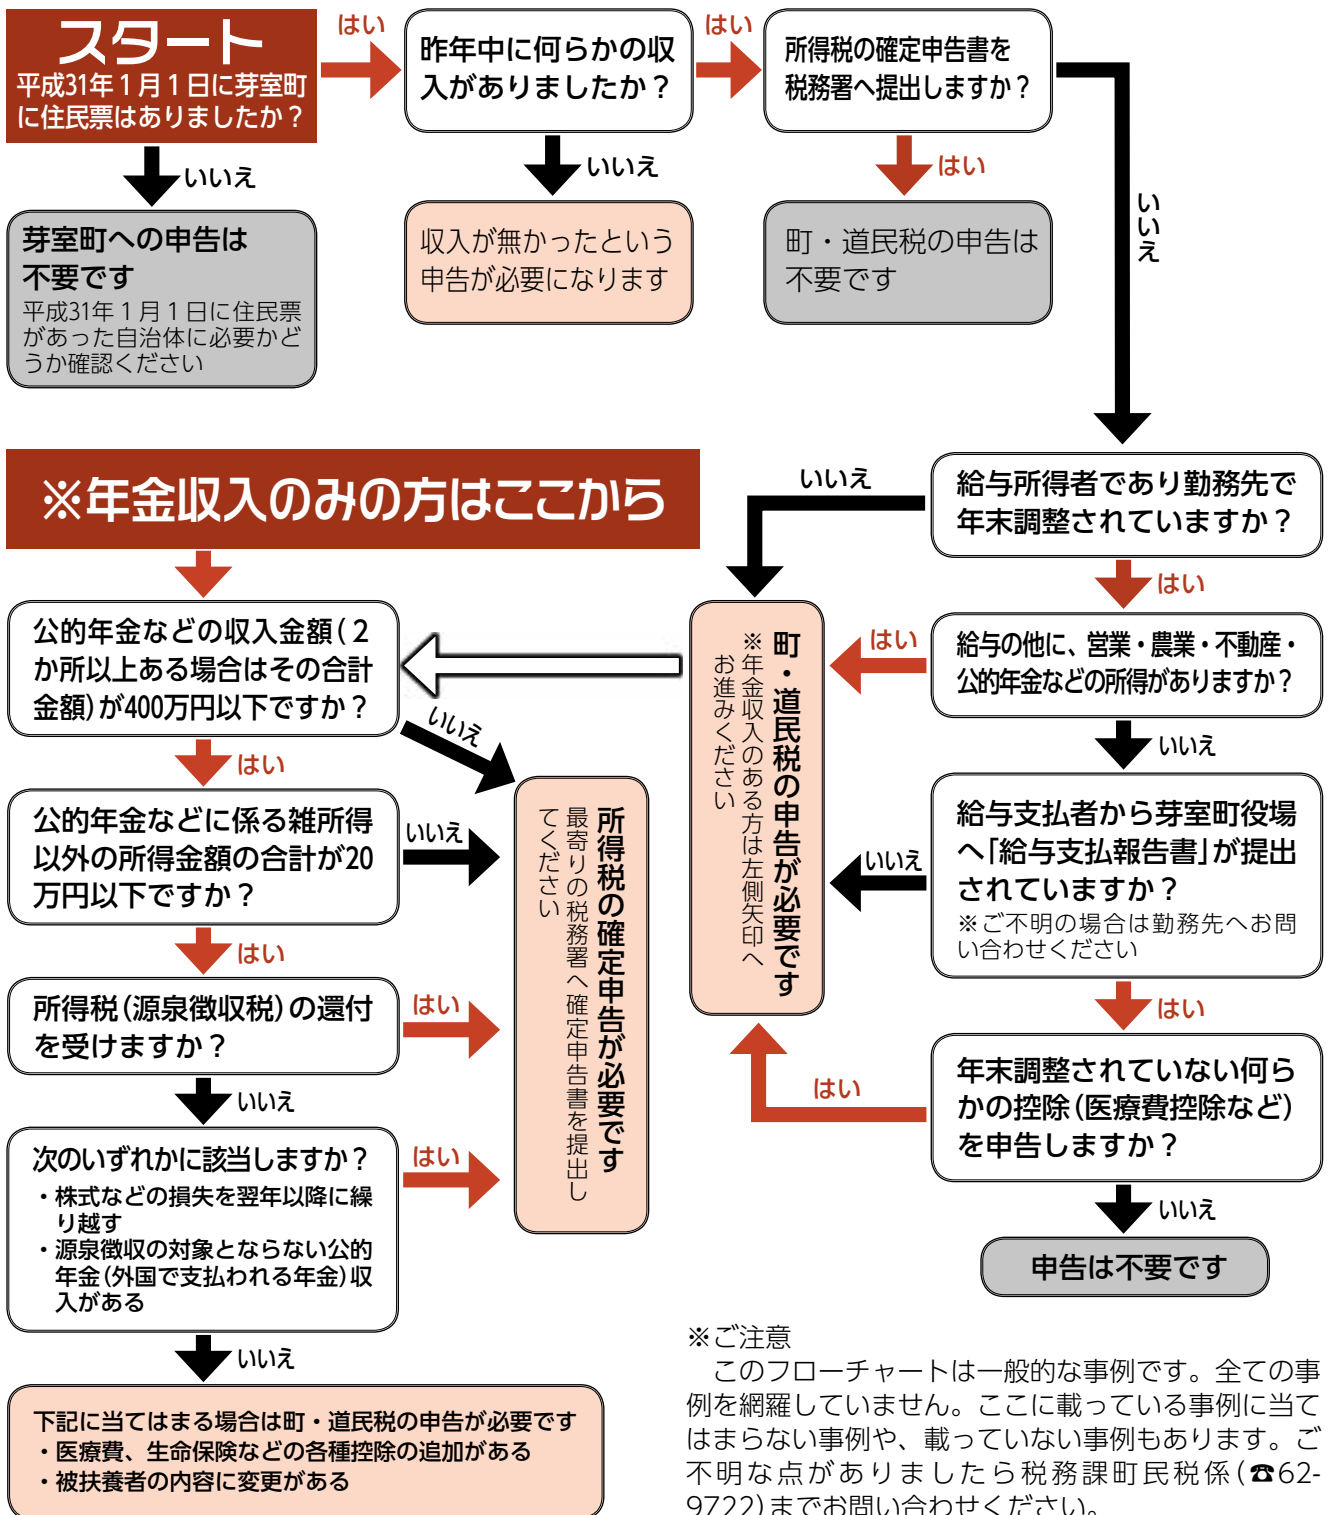 スタート
平成31年1月1日に芽室町
に住民票はありましたか？
はい
昨年中に何らかの収
入がありましたか？
はい
所得税の確定申告書を
税務署へ提出しますか？
いいえ
いいえ
はい
いいえ
芽室町への申告は
不要です
平成31年1月1日に住民票
があった自治体に必要かど
うか確認ください
収入が無かったという
申告が必要になります
町・道民税の申告は
不要です
※年金収入のみの方はここから
いいえ
給与所得者であり勤務先で
年末調整されていますか？
はい
公的年金などの収入金額(2
か所以上ある場合はその合計
金額)が400万円以下ですか？
いいえ
はい
町・道民税の申告が必要です
※年金収入のある方は左側矢印へ
お進みください
はい
給与の他に、営業・農業・不動産・
公的年金などの所得がありますか？
いいえ
公的年金などに係る雑所得
以外の所得金額の合計が20
万円以下ですか？
いいえ
はい
所得税の確定申告が必要です
最寄りの税務署へ確定申告書を提出し
てください
いいえ
給与支払者から芽室町役場
へ「給与支払報告書」が提出
されていますか？
※ご不明の場合は勤務先へお問
い合わせください
はい
所得税(源泉徴収税)の還付
を受けますか？
はい
いいえ
はい
年末調整されていない何ら
かの控除(医療費控除など)
を申告しますか？
いいえ
申告は不要です
次のいずれかに該当しますか？
・株式などの損失を翌年以降に繰
り越す
・源泉徴収の対象とならない公的
年金(外国で支払われる年金)収
入がある
はい
いいえ
下記に当てはまる場合は町・道民税の申告が必要です
・医療費、生命保険などの各種控除の追加がある
・被扶養者の内容に変更がある
※ご注意
このフローチャートは一般的な事例です。全ての事
例を網羅していません。ここに載っている事例に当て
はまらない事例や、載っていない事例もあります。ご
不明な点がありましたら税務課町民税係(☎62-
9722)までお問い合わせください。